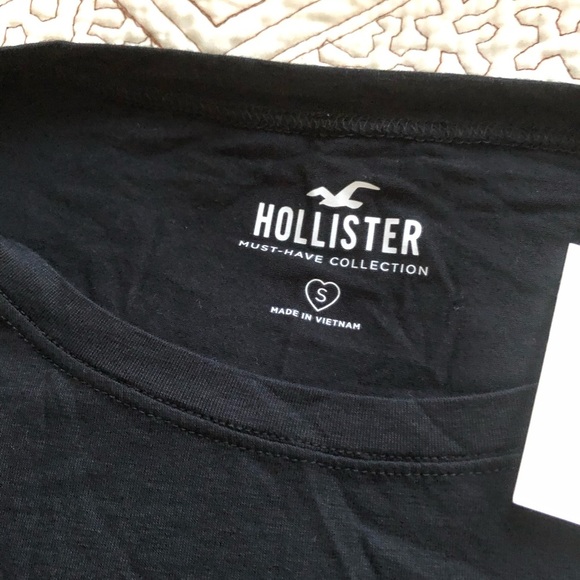 HOLLISTER
MUST-HAVE COLLECTION
S
MADE IN VIETNAM